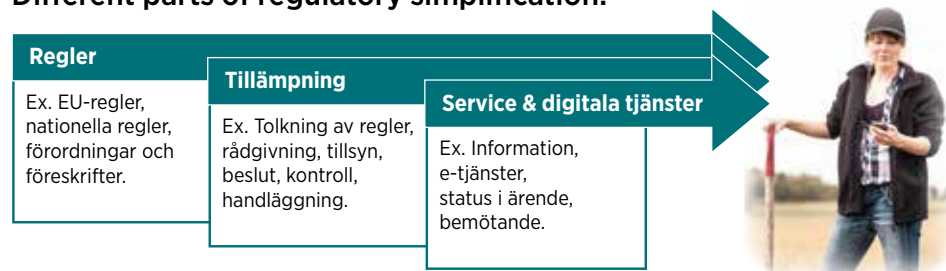 Different parts of regulatory simplification.
Regler
Ex. EU-regler,
nationella regler,
förordningar och
föreskrifter.
Tillämpning
Ex. Tolkning av regler,
rådgivning, tillsyn,
beslut, kontroll,
handläggning.
Service & digitala tjänster
Ex. Information,
e-tjänster,
status i ärende,
bemötande.